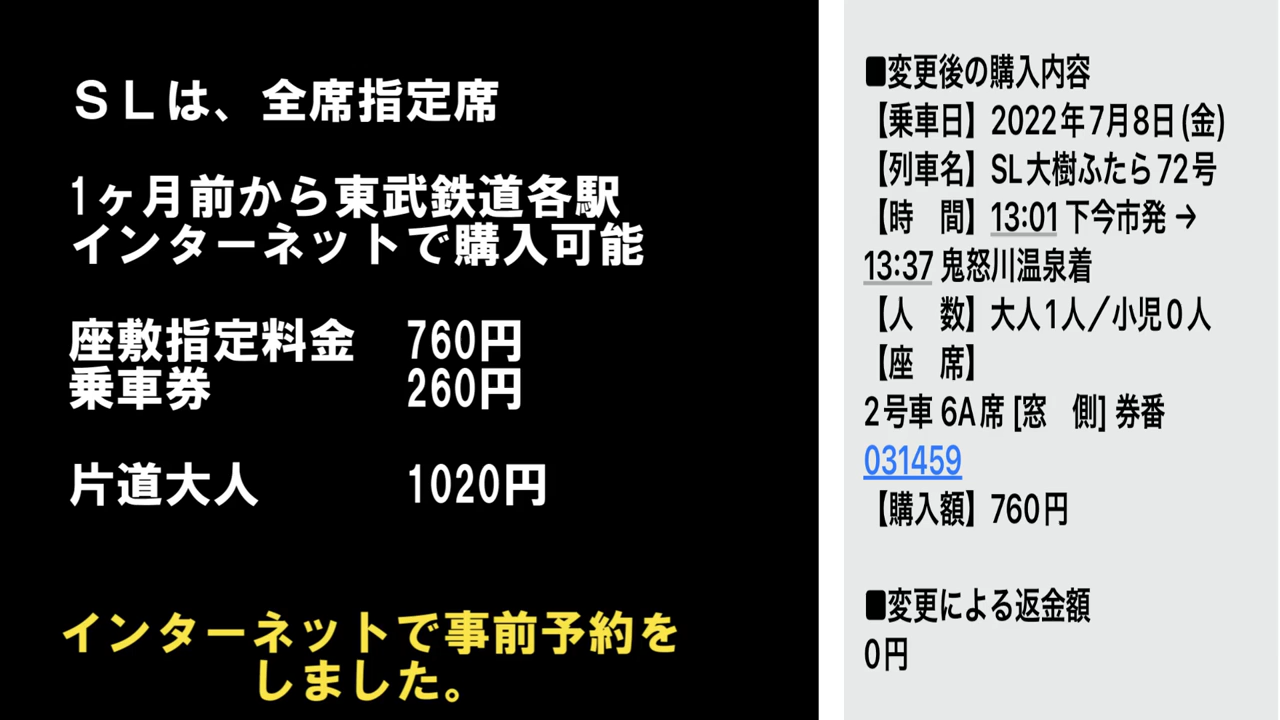 ＳＬは、全席指定席
1ヶ月前から東武鉄道各駅
インターネットで購入可能
座敷指定料金　760円
乗車券　260円
片道大人　1020円
インターネットで事前予約を
しました。
■変更後の購入内容
【乗車日】2022年7月8日(金)
【列車名】SL大樹ふたら72号
【時　間】13:01下今市発→
13:37鬼怒川温泉着
【人　数】大人1人／小児0人
【座　席】
2号車 6A席 [窓　側] 券番
031459
【購入額】760円
■変更による返金額
0円